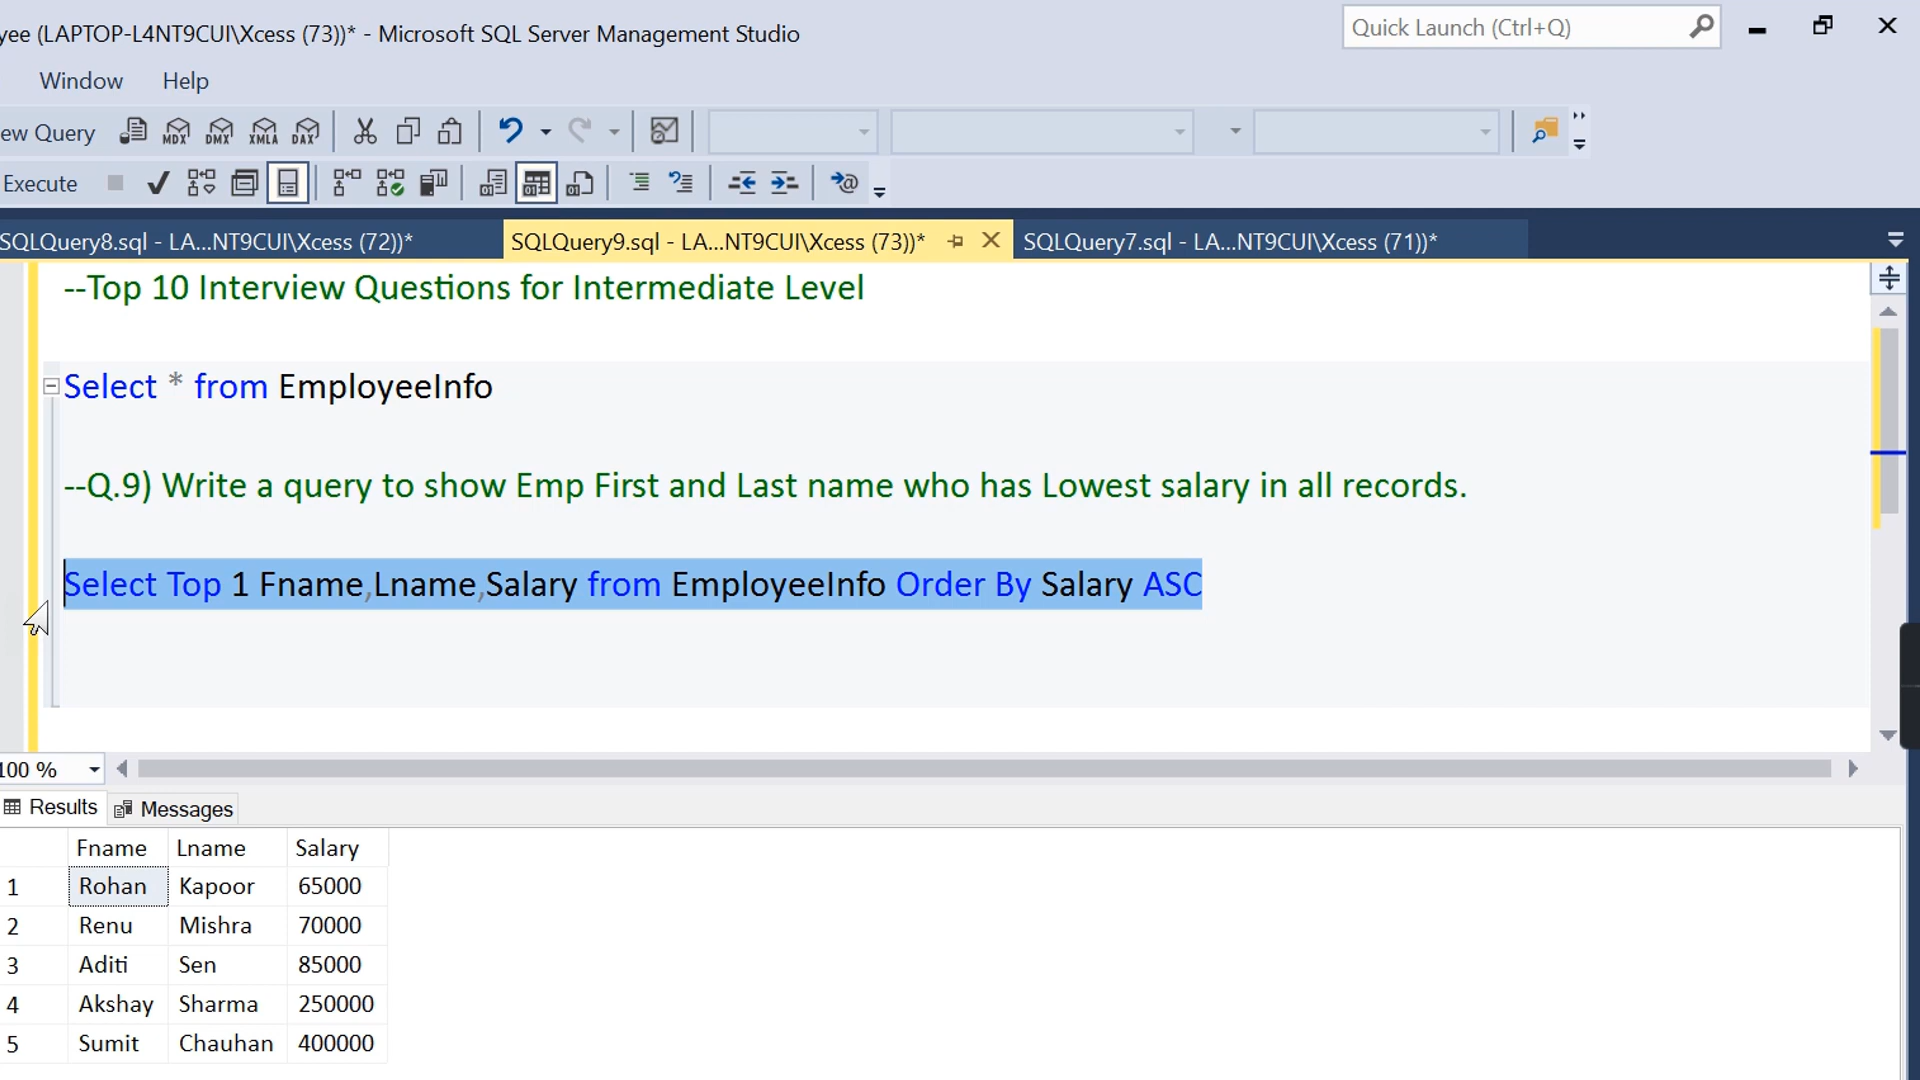 yee (LAPTOP-L4NT9CUI\Xcess (73))* - Microsoft SQL Server Management Studio
Quick Launch (Ctrl+Q)
Window Help
ew Query MDX DMX XMLA DAX
Execute
SQLQuery8.sql - LA...NT9CUI\Xcess (72))* SQLQuery9.sql - LA...NT9CUI\Xcess (73))* SQLQuery7.sql - LA...NT9CUI\Xcess (71))*
--Top 10 Interview Questions for Intermediate Level
Select * from EmployeeInfo
--Q.9) Write a query to show Emp First and Last name who has Lowest salary in all records.
Select Top 1 Fname,Lname,Salary from EmployeeInfo Order By Salary ASC
100 %
Results Messages
Fname Lname Salary
1 Rohan Kapoor 65000
2 Renu Mishra 70000
3 Aditi Sen 85000
4 Akshay Sharma 250000
5 Sumit Chauhan 400000